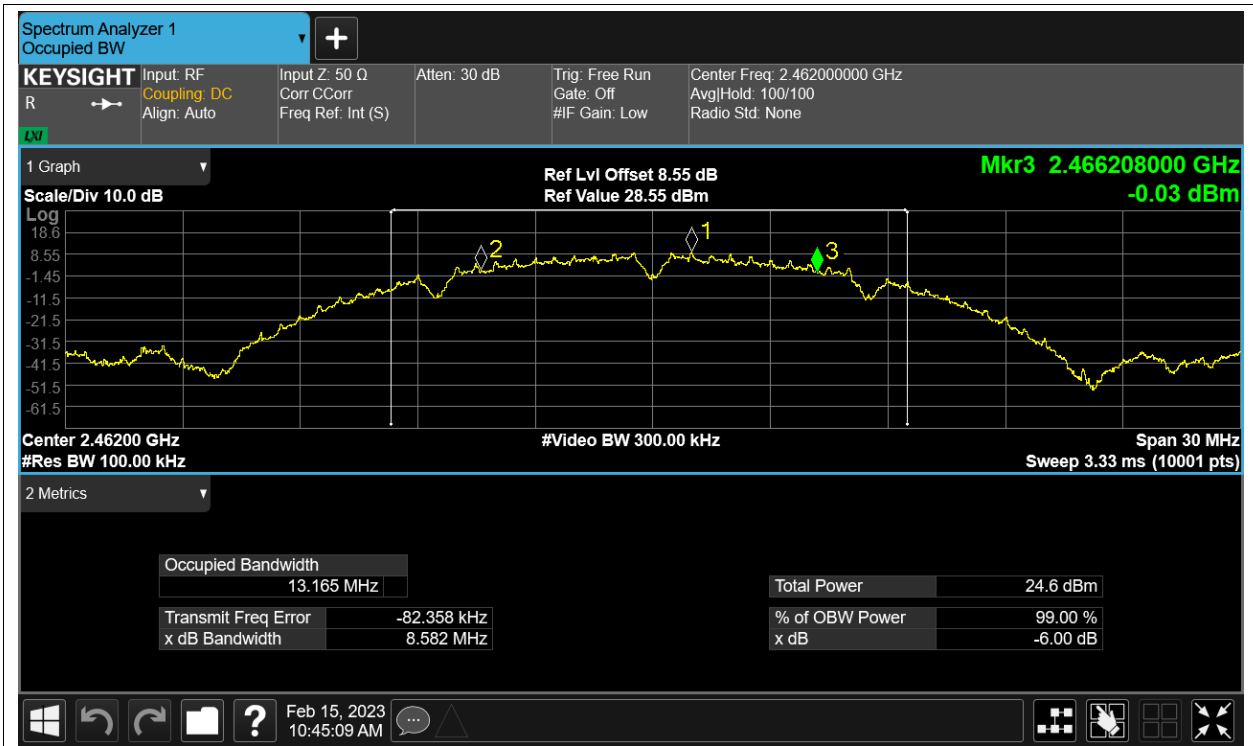 Spectrum Analyzer 1
Occupied BW
KEYSIGHT
R
LXI
Input: RF
Coupling: DC
Align: Auto
Input Z: 50 Ω
Corr CCorr
Freq Ref: Int (S)
Atten: 30 dB
Trig: Free Run
Gate: Off
#IF Gain: Low
Center Freq: 2.462000000 GHz
Avg|Hold: 100/100
Radio Std: None
1 Graph
Scale/Div 10.0 dB
Ref Lvl Offset 8.55 dB
Ref Value 28.55 dBm
Mkr3 2.466208000 GHz
-0.03 dBm
Log
18.6
8.55
-1.45
-11.5
-21.5
-31.5
-41.5
-51.5
-61.5
2
1
3
Center 2.46200 GHz
#Res BW 100.00 kHz
#Video BW 300.00 kHz
Span 30 MHz
Sweep 3.33 ms (10001 pts)
2 Metrics
Occupied Bandwidth
13.165 MHz
Transmit Freq Error -82.358 kHz
x dB Bandwidth 8.582 MHz
Total Power 24.6 dBm
% of OBW Power 99.00 %
x dB -6.00 dB
?
Feb 15, 2023
10:45:09 AM